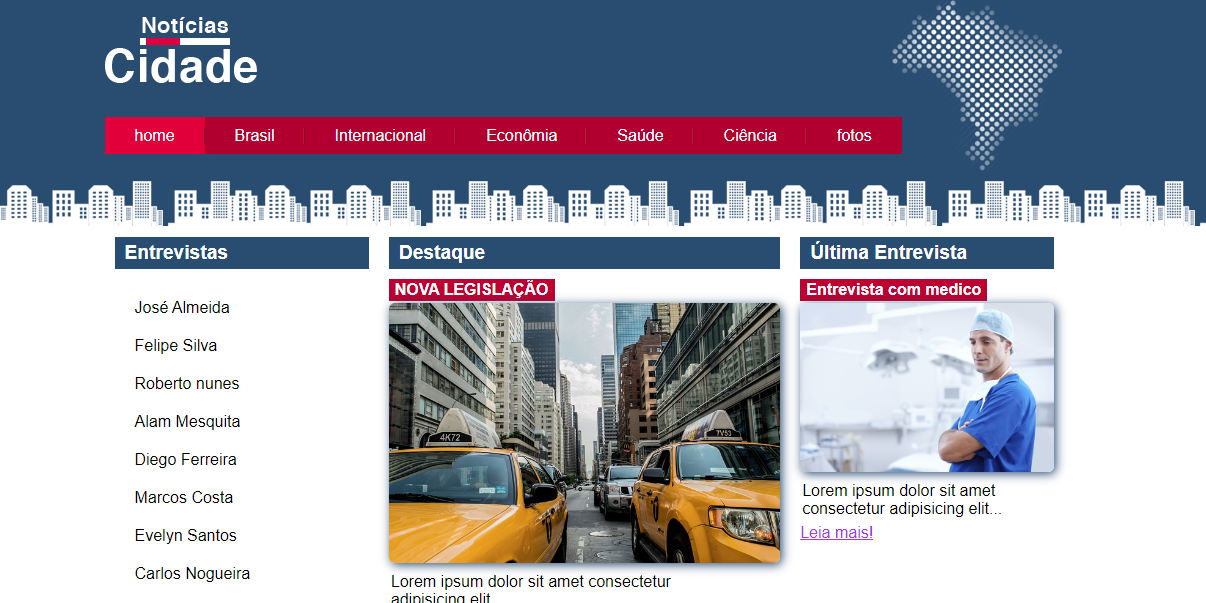 Notícias
Cidade
home Brasil Internacional Econômia Saúde Ciência fotos
Entrevistas
José Almeida
Felipe Silva
Roberto nunes
Alam Mesquita
Diego Ferreira
Marcos Costa
Evelyn Santos
Carlos Nogueira
Destaque
NOVA LEGISLAÇÃO
4K72
7V53
Lorem ipsum dolor sit amet consectetur
adipisicing elit
Última Entrevista
Entrevista com medico
Lorem ipsum dolor sit amet
consectetur adipisicing elit...
Leia mais!